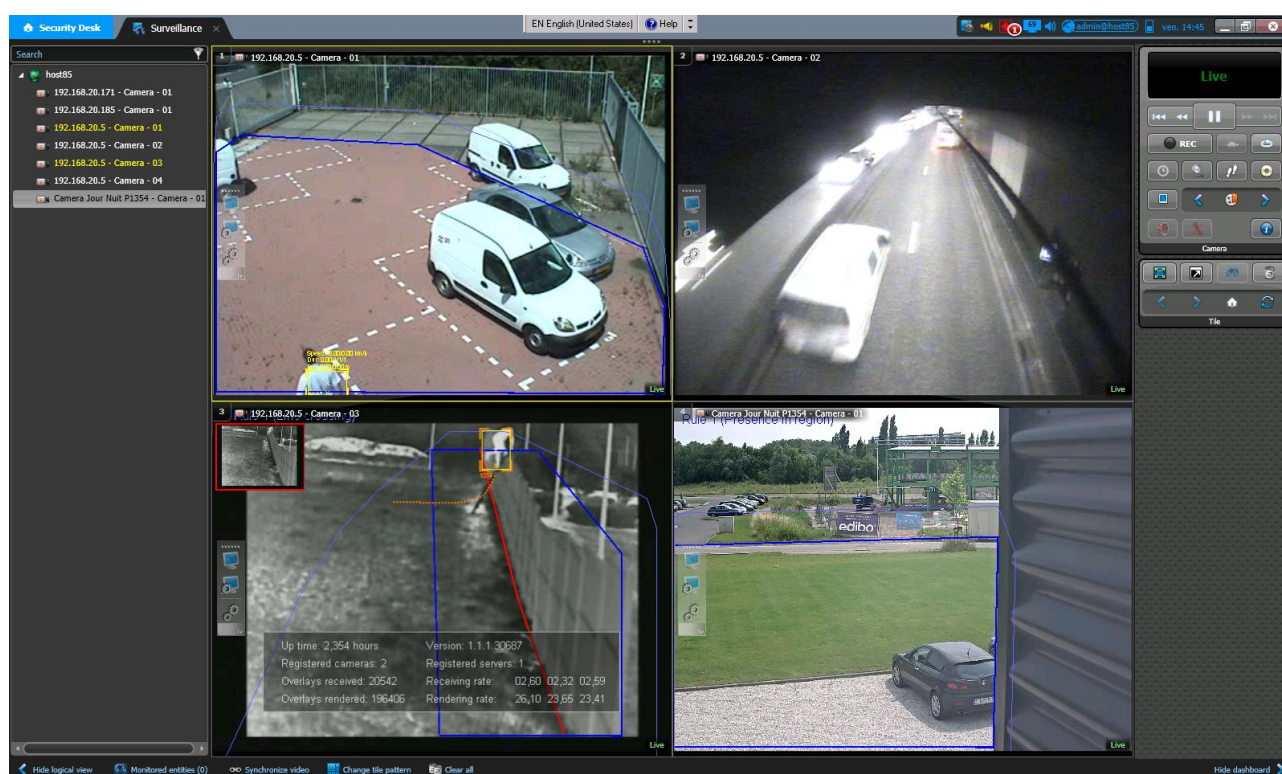 Security Desk
Surveillance
EN English (United States)
Help
admin@host85
ven. 14:45
Search
host85
192.168.20.171 - Camera - 01
192.168.20.185 - Camera - 01
192.168.20.5 - Camera - 01
192.168.20.5 - Camera - 02
192.168.20.5 - Camera - 03
192.168.20.5 - Camera - 04
Camera Jour Nuit P1354 - Camera - 01
1 192.168.20.5 - Camera - 01
Live
2 192.168.20.5 - Camera - 02
Live
3 192.168.20.5 - Camera - 03
Up time: 2,354 hours
Version: 1.1.1.30687
Registered cameras: 2
Registered servers: 1
Overlays received: 20542
Receiving rate: 02,60 02,32 02,59
Overlays rendered: 196406
Rendering rate: 26,10 23,65 23,41
Live
4 Camera Jour Nuit P1354 - Camera - 01
Rule 1 (Presence in region)
edibo
Live
Live
REC
Camera
Tile
Hide logical view
Monitored entities (0)
Synchronize video
Change tile pattern
Clear all
Hide dashboard